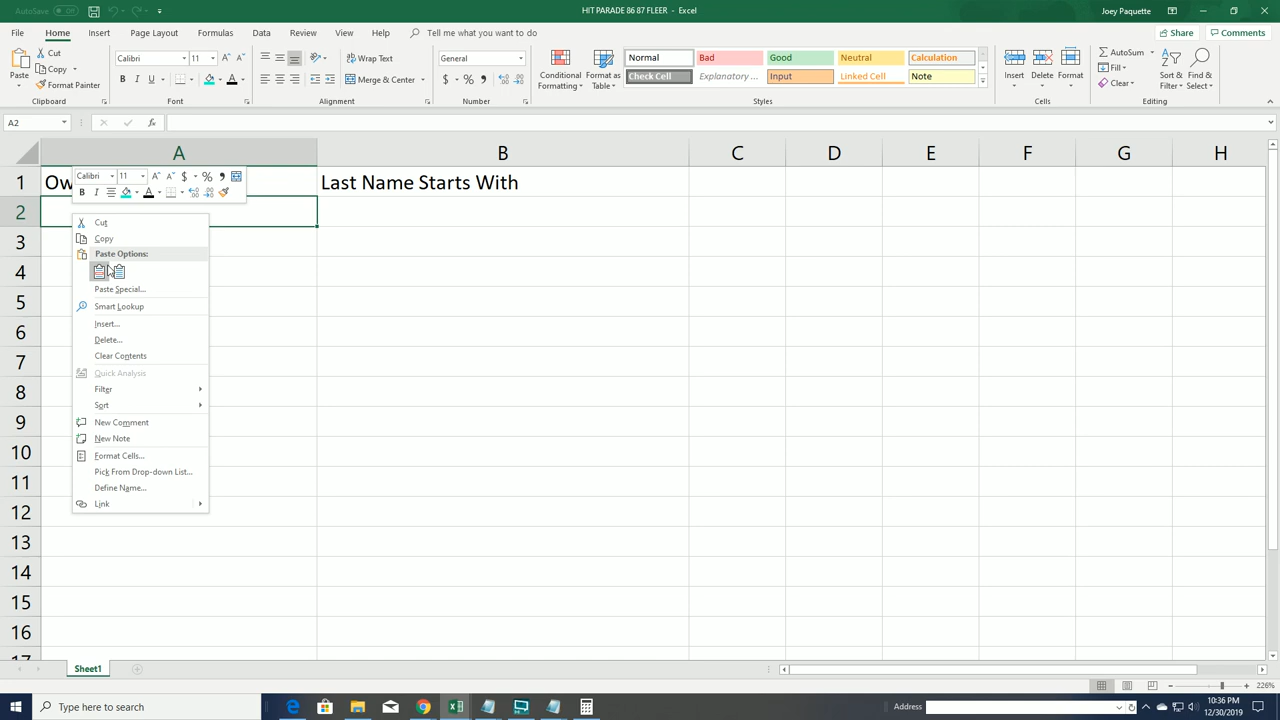 AutoSave Off HIT PARADE 86 87 FLEER - Excel Joey Paquette
File Home Insert Page Layout Formulas Data Review View Help Tell me what you want to do Share Comments
Paste Cut Copy Format Painter Clipboard
Calibri 11 B I U A Font
Wrap Text Merge & Center Alignment
General $ % , Number
Conditional Formatting Format as Table
Normal Bad Good Neutral Calculation
Check Cell Explanatory ... Input Linked Cell Note
Styles
Insert Delete Format Cells
AutoSum Fill Clear Sort & Filter Find & Select Editing
A2 fx
A B C D E F G H
1 Ow Last Name Starts With
Calibri 11 A A $ % ,
B I A
2
3
4
5
6
7
8
9
10
11
12
13
14
15
16
17
Cut
Copy
Paste Options:
Paste Special...
Smart Lookup
Insert...
Delete...
Clear Contents
Quick Analysis
Filter
Sort
New Comment
New Note
Format Cells...
Pick From Drop-down List...
Define Name...
Link
Sheet1
226%
Type here to search Address 10:36 PM
12/30/2019